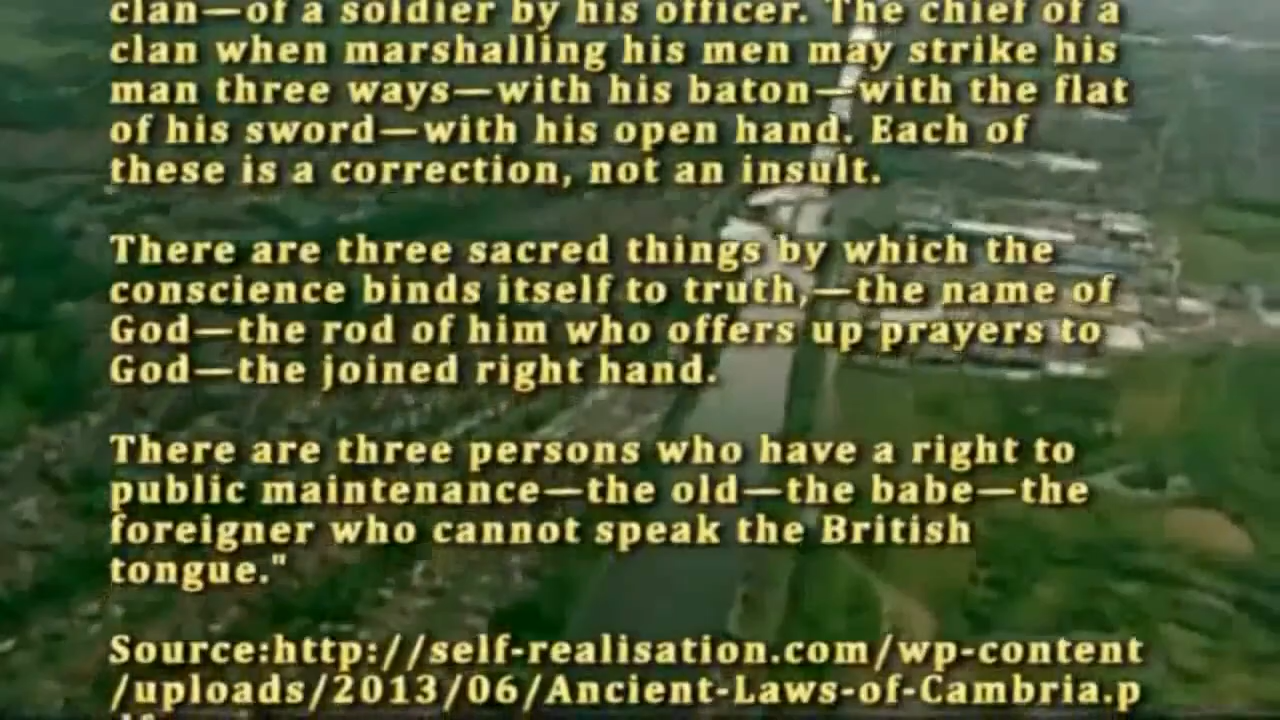 clan—of a soldier by his officer. The chief of a
clan when marshalling his men may strike his
man three ways—with his baton—with the flat
of his sword—with his open hand. Each of
these is a correction, not an insult.
There are three sacred things by which the
conscience binds itself to truth,—the name of
God—the rod of him who offers up prayers to
God—the joined right hand.
There are three persons who have a right to
public maintenance—the old—the babe—the
foreigner who cannot speak the British
tongue."
Source:http://self-realisation.com/wp-content
/uploads/2013/06/Ancient-Laws-of-Cambria.p